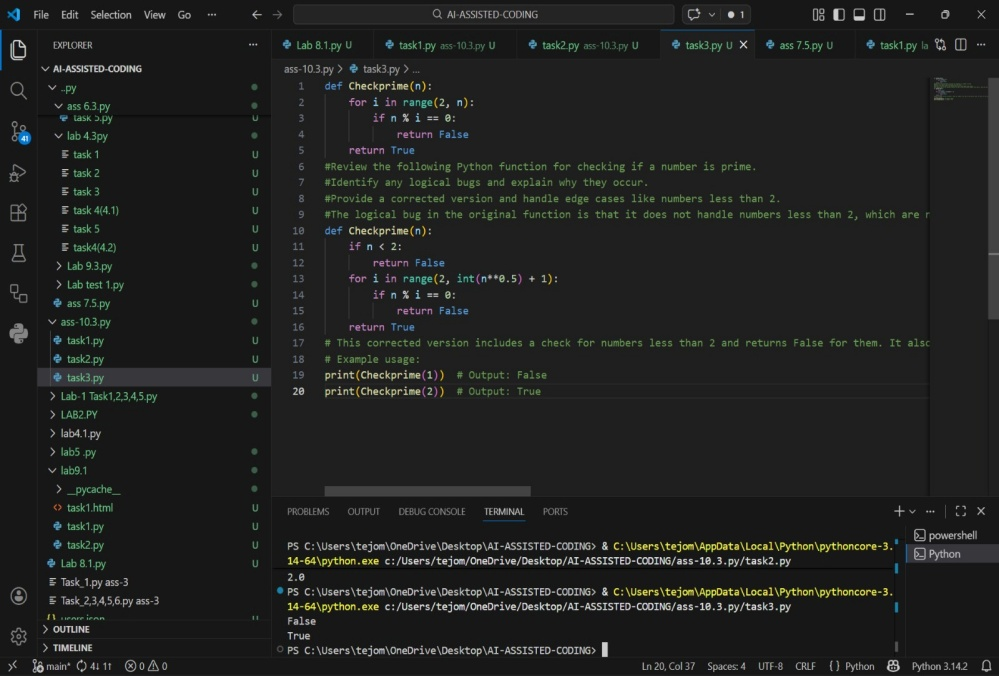 File Edit Selection View Go ··· AI-ASSISTED-CODING 1
EXPLORER ···
AI-ASSISTED-CODING
..py
ass 6.3.py
task 5.py U
lab 4.3py
task 1 U
task 2 U
task 3 U
task 4(4.1) U
task 5 U
task4(4.2) U
Lab 9.3.py
Lab test 1.py
ass 7.5.py U
ass-10.3.py
task1.py U
task2.py U
task3.py U
Lab-1 Task1,2,3,4,5.py
LAB2.PY
lab4.1.py
lab5 .py
lab9.1
__pycache__
task1.html U
task1.py U
task2.py U
Lab 8.1.py U
Task_1.py ass-3
Task_2,3,4,5,6.py ass-3
users.json U
OUTLINE
TIMELINE
41
Lab 8.1.py U task1.py ass-10.3.py U task2.py ass-10.3.py U task3.py U ass 7.5.py U task1.py la
ass-10.3.py > task3.py > ...
1 def Checkprime(n):
2 for i in range(2, n):
3 if n % i == 0:
4 return False
5 return True
6 #Review the following Python function for checking if a number is prime.
7 #Identify any logical bugs and explain why they occur.
8 #Provide a corrected version and handle edge cases like numbers less than 2.
9 #The logical bug in the original function is that it does not handle numbers less than 2, which are
10 def Checkprime(n):
11 if n < 2:
12 return False
13 for i in range(2, int(n**0.5) + 1):
14 if n % i == 0:
15 return False
16 return True
17 # This corrected version includes a check for numbers less than 2 and returns False for them. It also
18 # Example usage:
19 print(Checkprime(1)) # Output: False
20 print(Checkprime(2)) # Output: True
PROBLEMS OUTPUT DEBUG CONSOLE TERMINAL PORTS
PS C:\Users\tejom\OneDrive\Desktop\AI-ASSISTED-CODING> & C:\Users\tejom\AppData\Local\Python\pythoncore-3.
14-64\python.exe c:/Users/tejom/OneDrive/Desktop/AI-ASSISTED-CODING/ass-10.3.py/task2.py
2.0
PS C:\Users\tejom\OneDrive\Desktop\AI-ASSISTED-CODING> & C:\Users\tejom\AppData\Local\Python\pythoncore-3.
14-64\python.exe c:/Users/tejom/OneDrive/Desktop/AI-ASSISTED-CODING/ass-10.3.py/task3.py
False
True
PS C:\Users\tejom\OneDrive\Desktop\AI-ASSISTED-CODING>
powershell
Python
main* 4↓ 1↑ 0 0 Ln 20, Col 37 Spaces: 4 UTF-8 CRLF {} Python Python 3.14.2